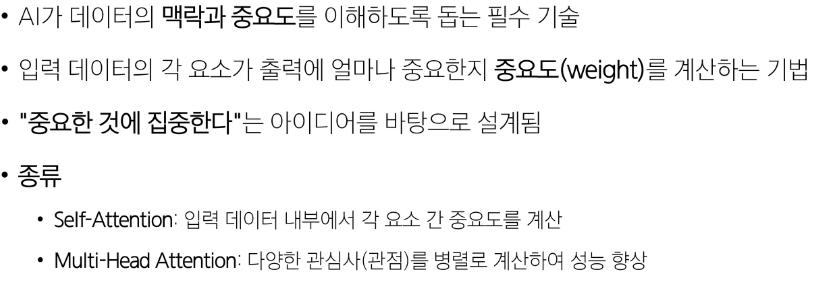 • AI가 데이터의 맥락과 중요도를 이해하도록 돕는 필수 기술
• 입력 데이터의 각 요소가 출력에 얼마나 중요한지 중요도(weight)를 계산하는 기법
• "중요한 것에 집중한다"는 아이디어를 바탕으로 설계됨
• 종류
• Self-Attention: 입력 데이터 내부에서 각 요소 간 중요도를 계산
• Multi-Head Attention: 다양한 관심사(관점)를 병렬로 계산하여 성능 향상